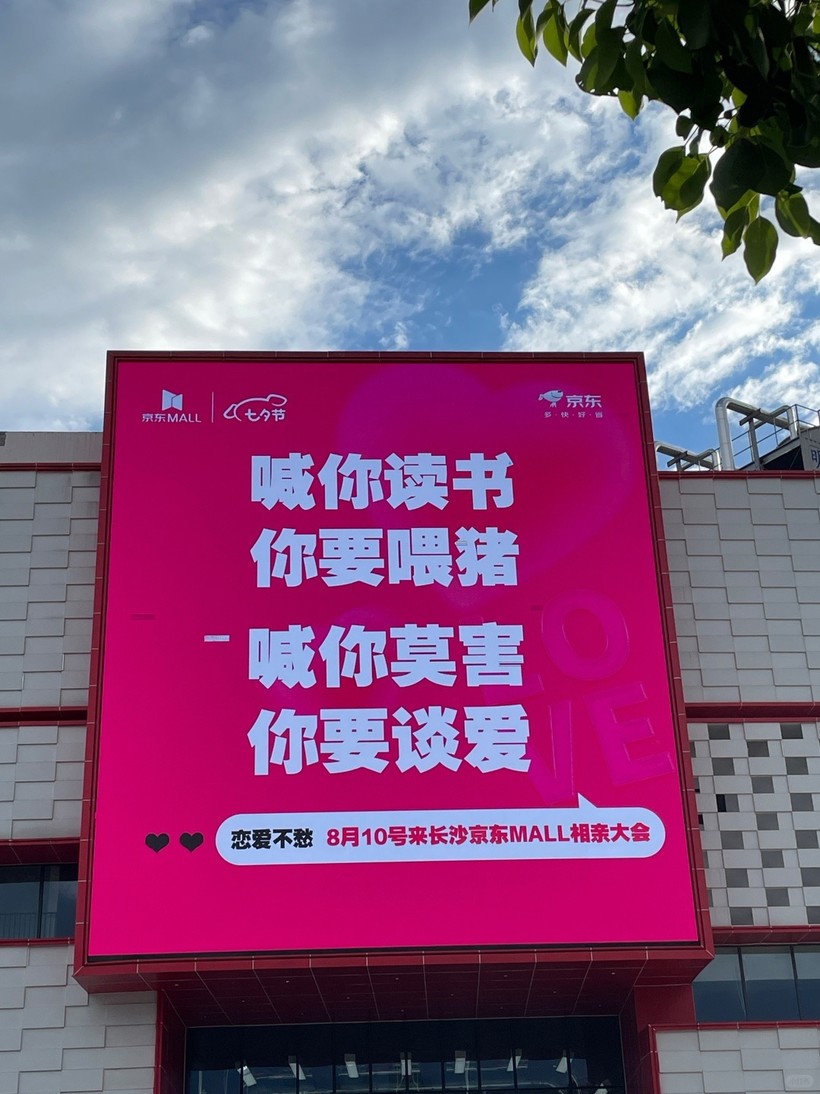 京东MALL
七夕节
京东
多·快·好·省
喊你读书
你要喂猪
喊你莫害
你要谈爱
LOVE
恋爱不愁 8月10号来长沙京东MALL相亲大会